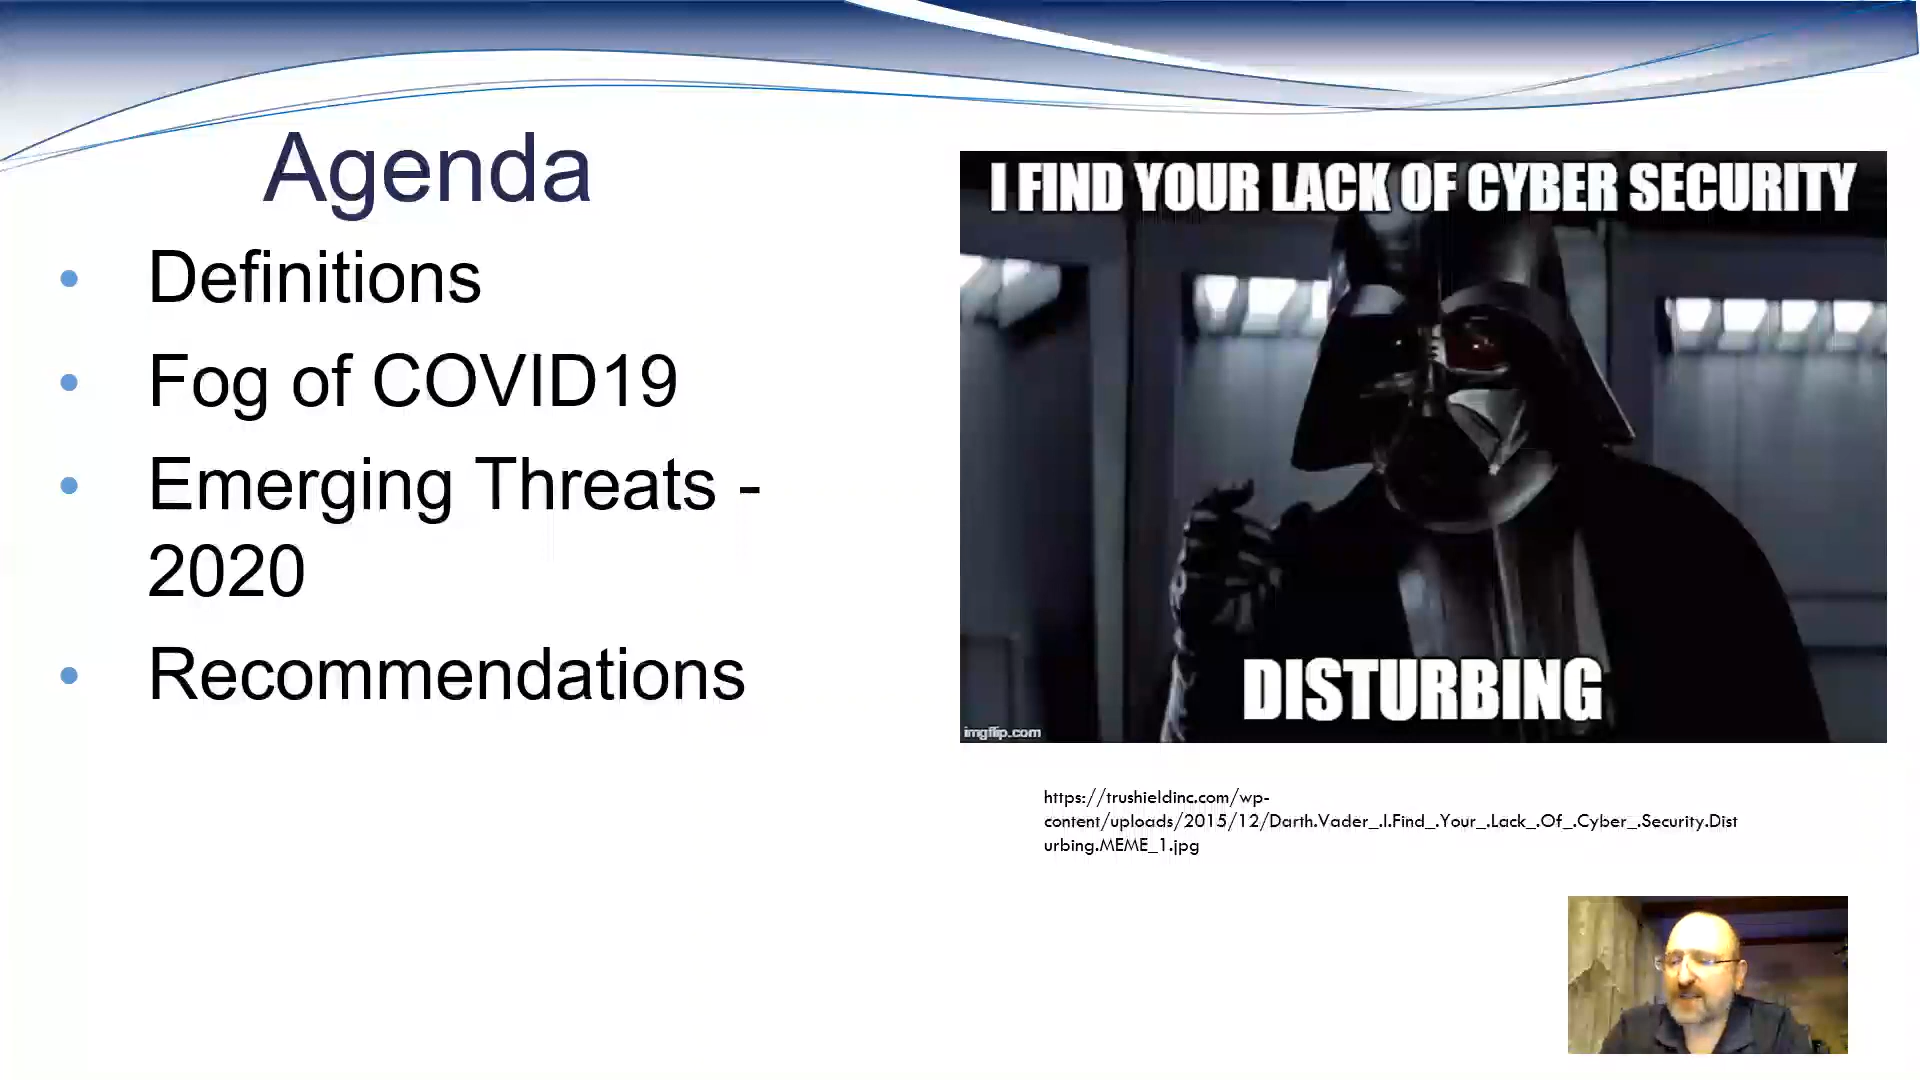 Agenda
• Definitions
• Fog of COVID19
• Emerging Threats -
2020
• Recommendations
I FIND YOUR LACK OF CYBER SECURITY
DISTURBING
imgflip.com
https://trushieldinc.com/wp-
content/uploads/2015/12/Darth.Vader_.I.Find_.Your_.Lack_.Of_.Cyber_.Security.Dist
urbing.MEME_1.jpg